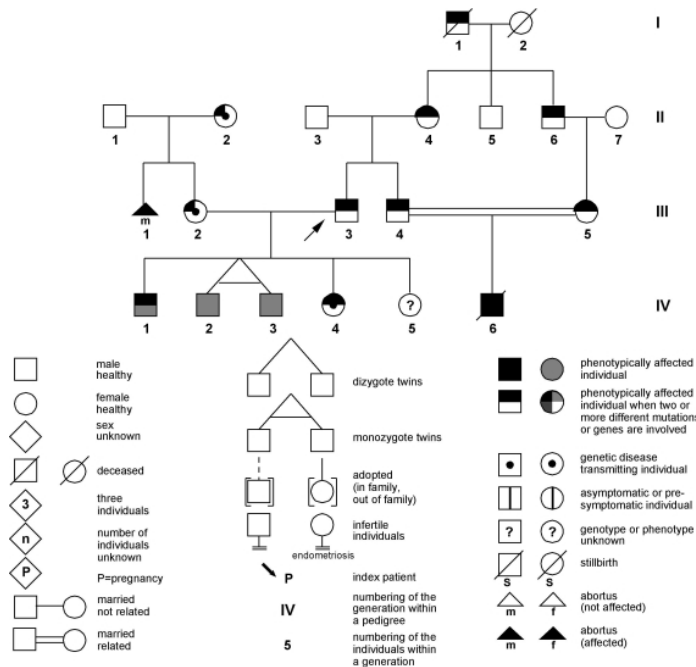 I
1 2
II
1 2 3 4 5 6 7
m
III
1 2 3 4 5
?
IV
1 2 3 4 5 6
male
healthy
female
healthy
sex
unknown
deceased
3
three
individuals
n
number of
individuals
unknown
P
P=pregnancy
married
not related
married
related
dizygote twins
monozygote twins
adopted
(in family,
out of family)
infertile
individuals
endometriosis
P
index patient
IV
numbering of the
generation within
a pedigree
5
numbering of the
individuals within
a generation
phenotypically affected
individual
phenotypically affected
individual when two or
more different mutations
or genes are involved
genetic disease
transmitting individual
asymptomatic or pre-
symptomatic individual
? ?
genotype or phenotype
unknown
S S
stillbirth
m f
abortus
(not affected)
m f
abortus
(affected)